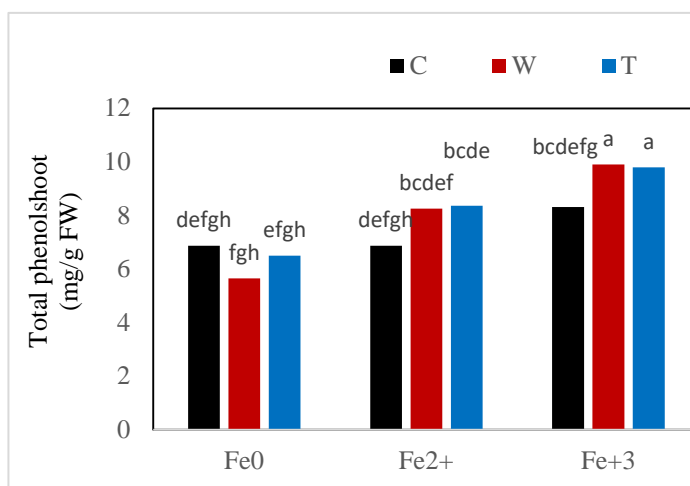 C W T
Total phenolshoot
(mg/g FW)
12
10
8
6
4
2
0
defgh
fgh
efgh
defgh
bcdef
bcde
bcdefg
a
a
Fe0 Fe2+ Fe+3